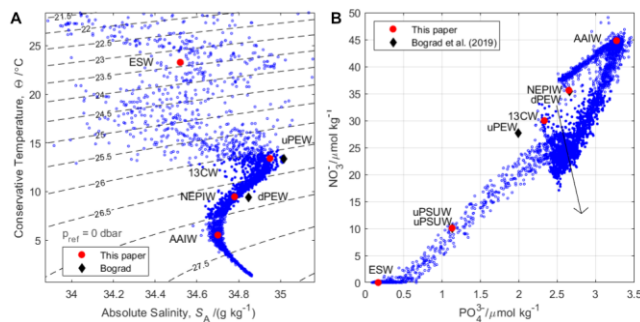 A
ESW
uPEW
13CW
NEPIW
dPEW
AAIW
p_ref = 0 dbar
This paper
Bograd
-21.5
22
22.5
23
23.5
24
24.5
25
25.5
26
26.5
27.5
25
20
15
10
5
34
34.2
34.4
34.6
34.8
35
Conservative Temperature, Θ /°C
Absolute Salinity, S_A /(g kg⁻¹)
B
This paper
Bograd et al. (2019)
AAIW
NEPIW
dPEW
13CW
uPEW
uPSUW
uPSUW
ESW
50
45
40
35
30
25
20
15
10
5
0
0
0.5
1
1.5
2
2.5
3
3.5
NO₃⁻/μmol kg⁻¹
PO₄³⁻/μmol kg⁻¹